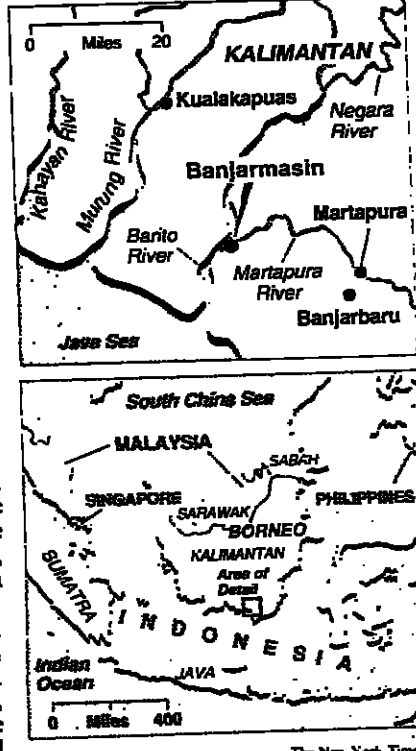 0 Miles 20
KALIMANTAN
Kualakapuas
Negara
River
Kahayan River
Murung River
Banjarmasin
Martapura
Barito
River
Martapura
River
Banjarbaru
Java Sea
South China Sea
MALAYSIA
SABAH
SINGAPORE
PHILIPPINES
SARAWAK
BORNEO
KALIMANTAN
Area of
Detail
SUMATRA
INDONESIA
Indian
Ocean
JAVA
0 Miles 400
The New York Times